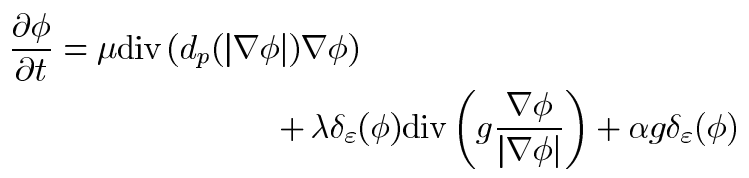 ∂φ/∂t = μdiv (d_p(|∇φ|)∇φ)
+ λδ_ε(φ)div (g ∇φ/|∇φ|) + αgδ_ε(φ)